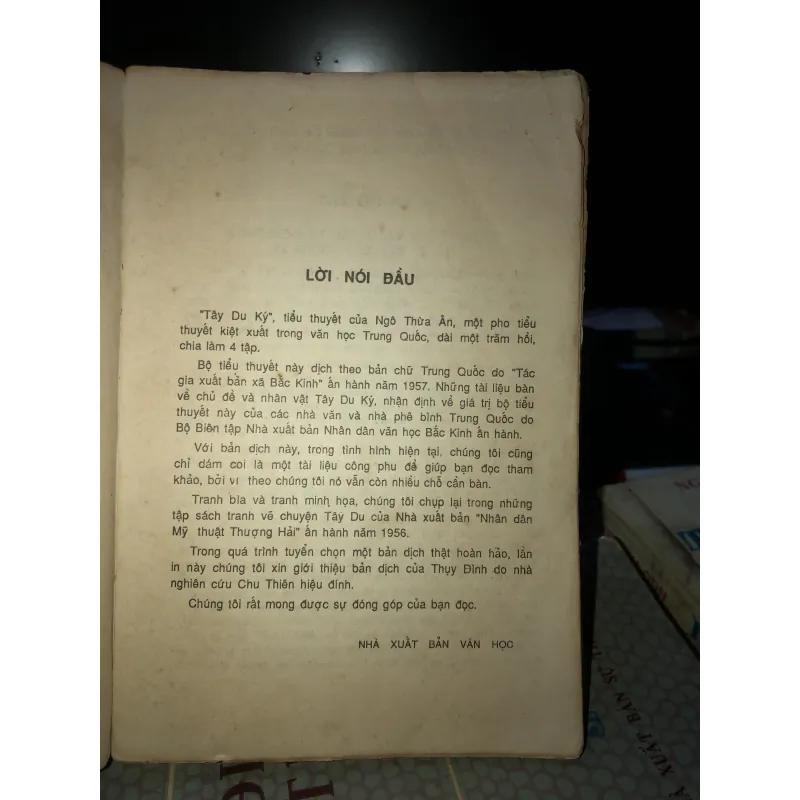 LỜI NÓI ĐẦU
"Tây Du Ký", tiểu thuyết của Ngô Thừa Ân, một pho tiểu
thuyết kiệt xuất trong văn học Trung Quốc, dài một trăm hồi,
chia làm 4 tập.
Bộ tiểu thuyết này dịch theo bản chữ Trung Quốc do "Tác
gia xuất bản xã Bắc Kinh" ấn hành năm 1957. Những tài liệu bàn
về chủ đề và nhân vật Tây Du Ký, nhận định về giá trị bộ tiểu
thuyết này của các nhà văn và nhà phê bình Trung Quốc do
Bộ Biên tập Nhà xuất bản Nhân dân văn học Bắc Kinh ấn hành.
Với bản dịch này, trong tình hình hiện tại, chúng tôi cũng
chỉ dám coi là một tài liệu công phu để giúp bạn đọc tham
khảo, bởi vì theo chúng tôi nó vẫn còn nhiều chỗ cần bàn.
Tranh bìa và tranh minh họa, chúng tôi chụp lại trong những
tập sách tranh vẽ chuyện Tây Du của Nhà xuất bản "Nhân dân
Mỹ thuật Thượng Hải" ấn hành năm 1956.
Trong quá trình tuyển chọn một bản dịch thật hoàn hảo, lần
in này chúng tôi xin giới thiệu bản dịch của Thụy Đình do nhà
nghiên cứu Chu Thiên hiệu đính.
Chúng tôi rất mong được sự đóng góp của bạn đọc.
NHÀ XUẤT BẢN VĂN HỌC